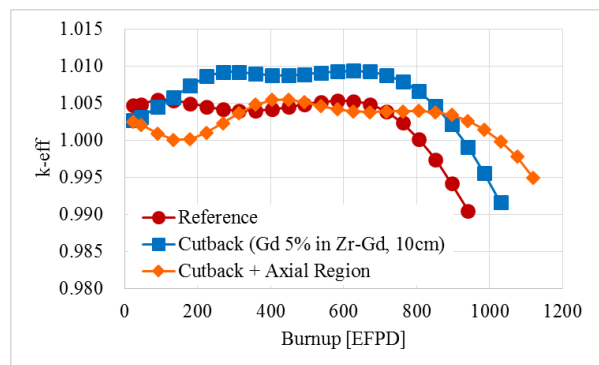 1.015
1.010
1.005
1.000
0.995
0.990
0.985
0.980
k-eff
Reference
Cutback (Gd 5% in Zr-Gd, 10cm)
Cutback + Axial Region
0 200 400 600 800 1000 1200
Burnup [EFPD]